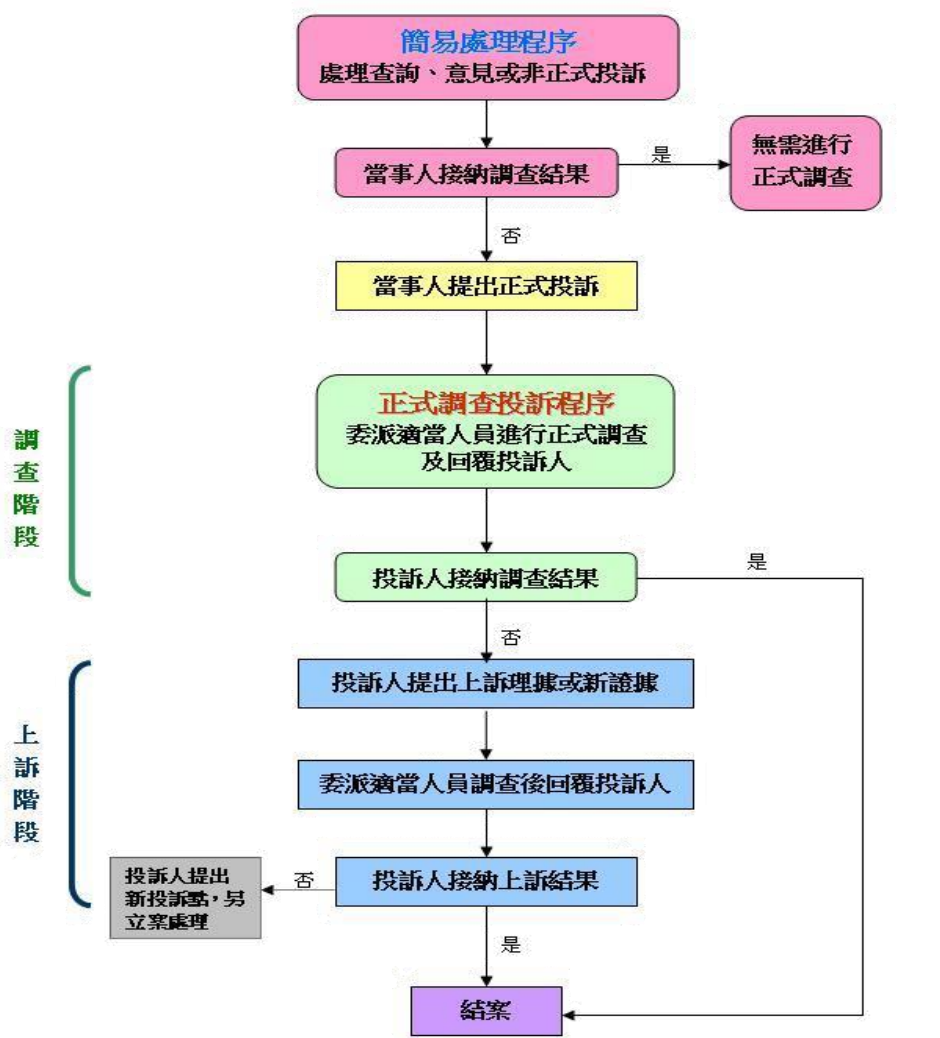 簡易處理程序
處理查詢、意見或非正式投訴
當事人接納調查結果
是
無需進行
正式調查
否
當事人提出正式投訴
調查階段
正式調查投訴程序
委派適當人員進行正式調查
及回覆投訴人
投訴人接納調查結果
是
否
上訴階段
投訴人提出上訴理據或新證據
委派適當人員調查後回覆投訴人
投訴人接納上訴結果
否
投訴人提出
新投訴點,另
立案處理
是
結案